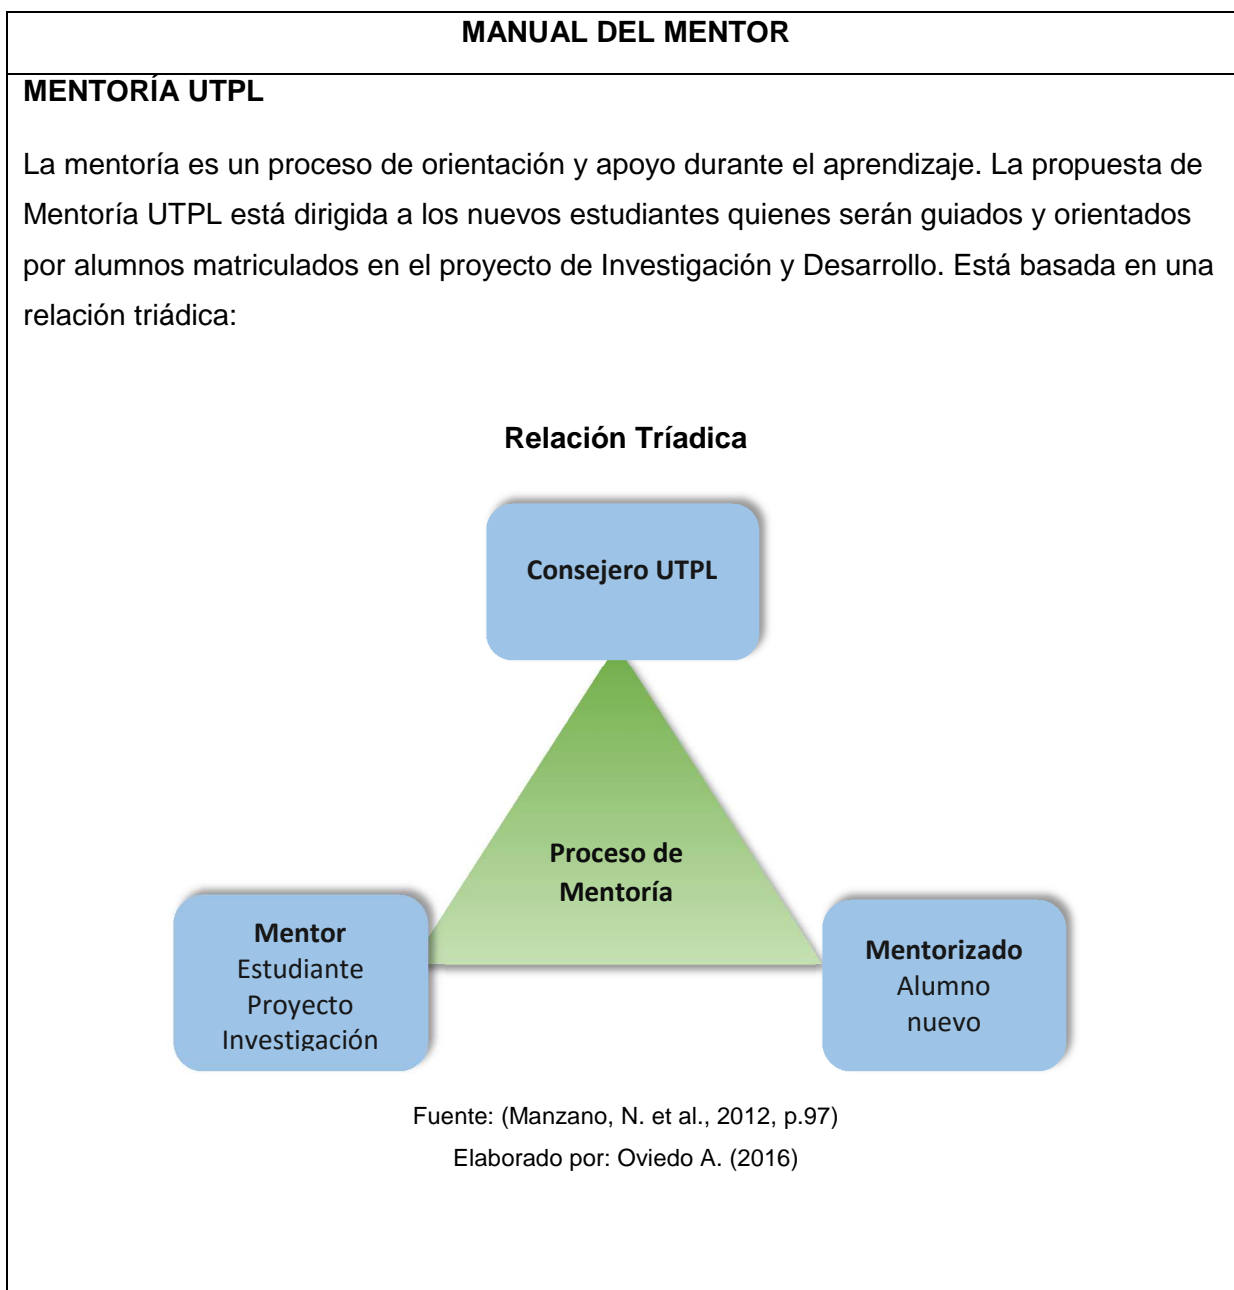 MANUAL DEL MENTOR
MENTORÍA UTPL
La mentoría es un proceso de orientación y apoyo durante el aprendizaje. La propuesta de
Mentoría UTPL está dirigida a los nuevos estudiantes quienes serán guiados y orientados
por alumnos matriculados en el proyecto de Investigación y Desarrollo. Está basada en una
relación triádica:
Relación Tríadica
Consejero UTPL
Proceso de
Mentoría
Mentor
Estudiante
Proyecto
Investigación
Mentorizado
Alumno
nuevo
Fuente: (Manzano, N. et al., 2012, p.97)
Elaborado por: Oviedo A. (2016)